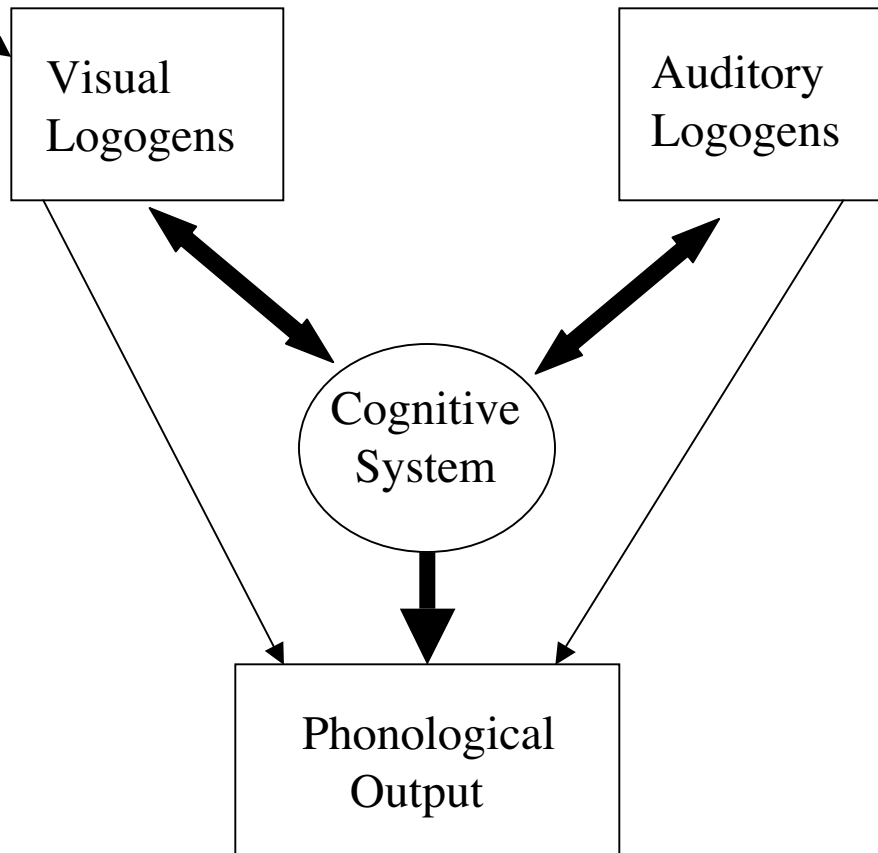 Visual
Logogens
Auditory
Logogens
Cognitive
System
Phonological
Output